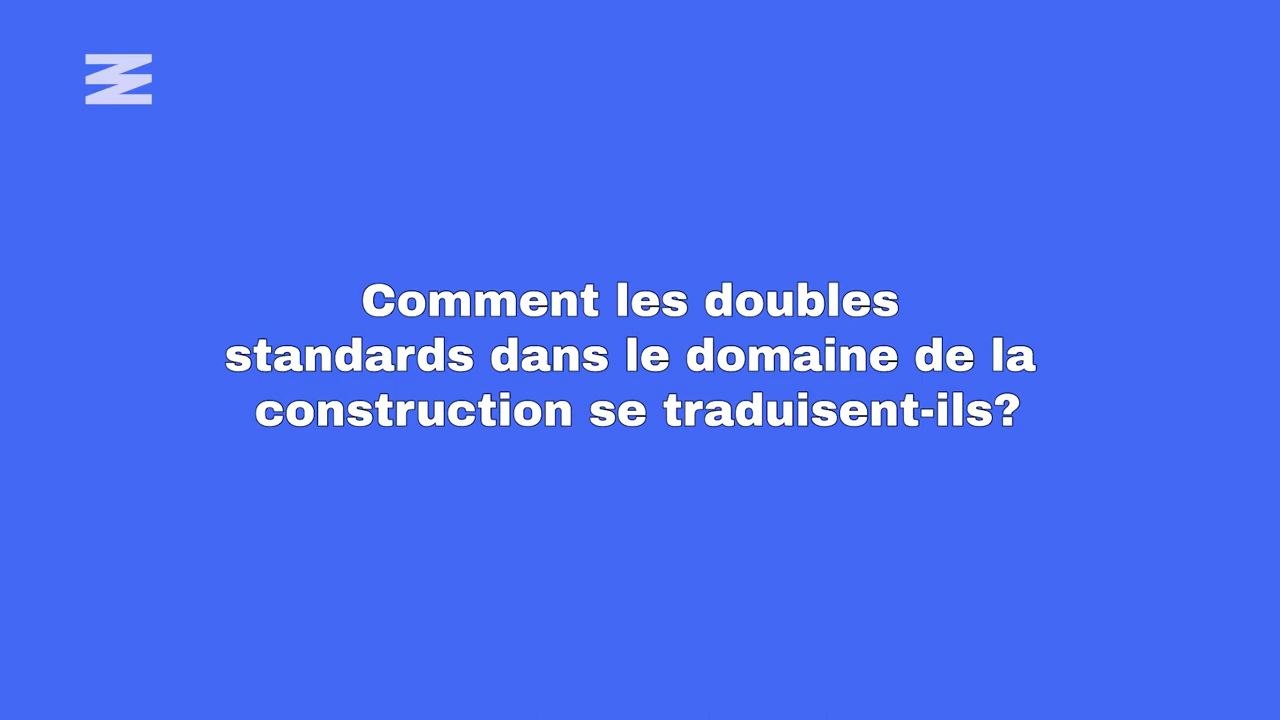 Comment les doubles
standards dans le domaine de la
construction se traduisent-ils?